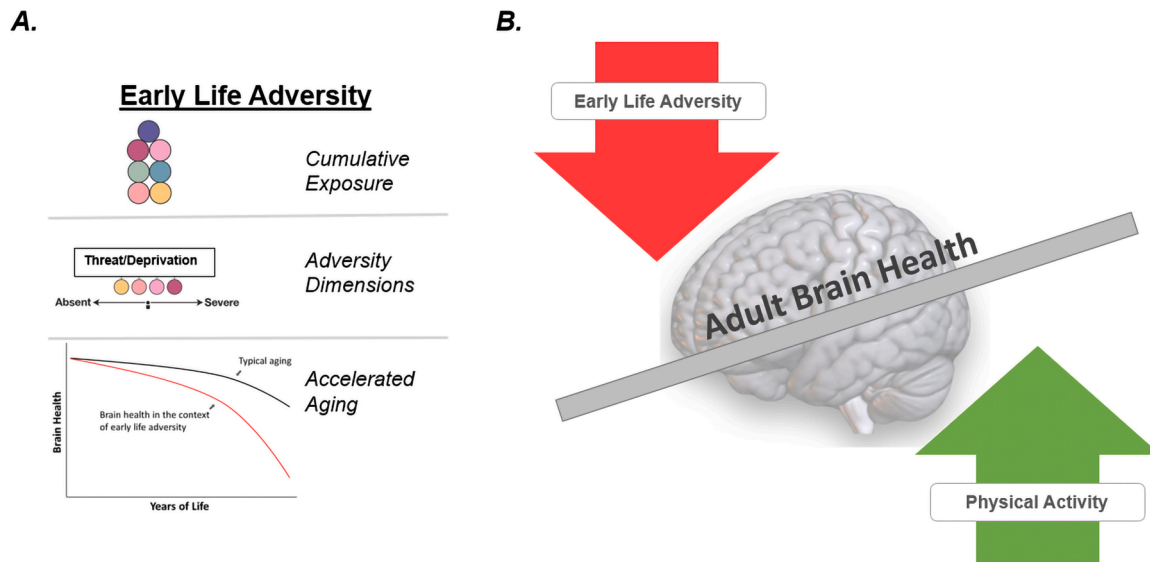 A.
Early Life Adversity
Cumulative
Exposure
Threat/Deprivation
Absent
Severe
Adversity
Dimensions
Typical aging
Brain health in the context
of early life adversity
Accelerated
Aging
Brain Health
Years of Life
B.
Early Life Adversity
Adult Brain Health
Physical Activity